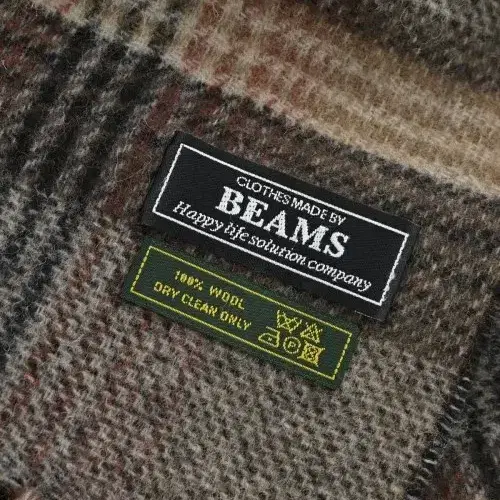 CLOTHES MADE BY
BEAMS
Happy life solution company
100% WOOL
DRY CLEAN ONLY
P